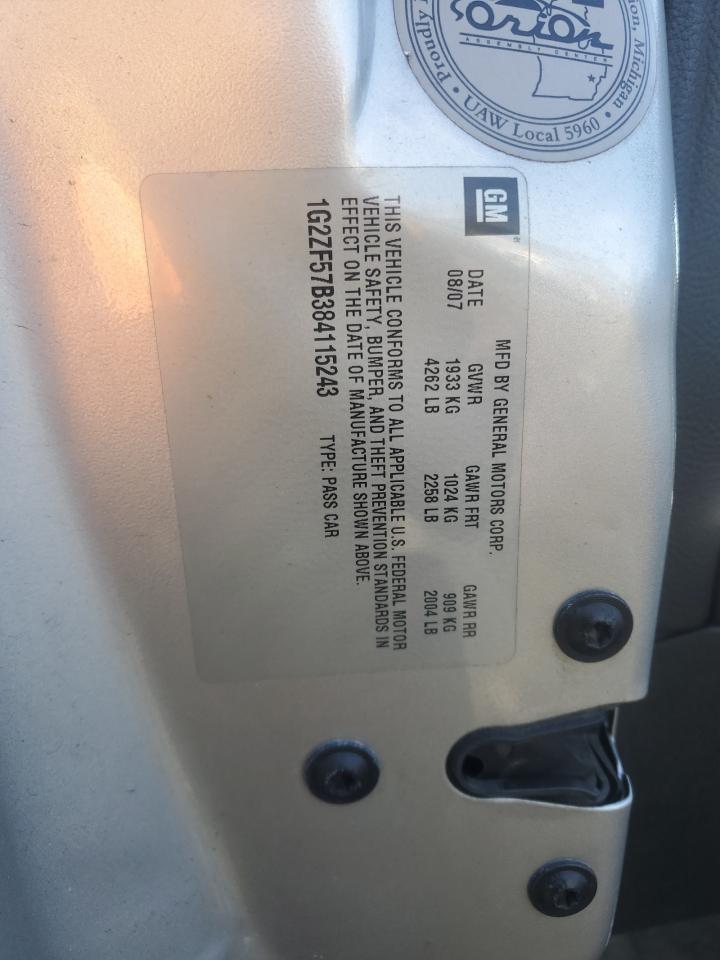 orion
ASSEMBLY CENTER
Proudly
UAW Local 5960
Michigan
GM
MFD BY GENERAL MOTORS CORP.
DATE GVWR GAWR FRT GAWR RR
08/07 1933 KG 1024 KG 909 KG
4262 LB 2258 LB 2004 LB
THIS VEHICLE CONFORMS TO ALL APPLICABLE U.S. FEDERAL MOTOR
VEHICLE SAFETY, BUMPER, AND THEFT PREVENTION STANDARDS IN
EFFECT ON THE DATE OF MANUFACTURE SHOWN ABOVE.
1G2ZF57B384115243 TYPE: PASS CAR